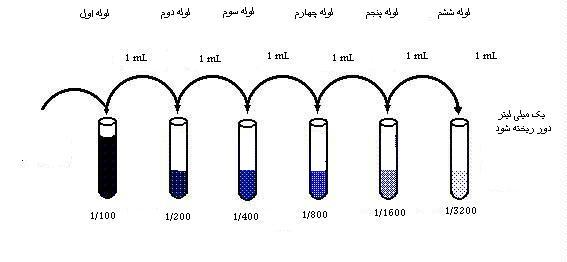 لوله اول
لوله دوم
لوله سوم
لوله چهارم
لوله پنجم
لوله ششم
1 mL
1 mL
1 mL
1 mL
1 mL
1 mL
یک میلی لیتر
دور ریخته شود
1/100
1/200
1/400
1/800
1/1600
1/3200